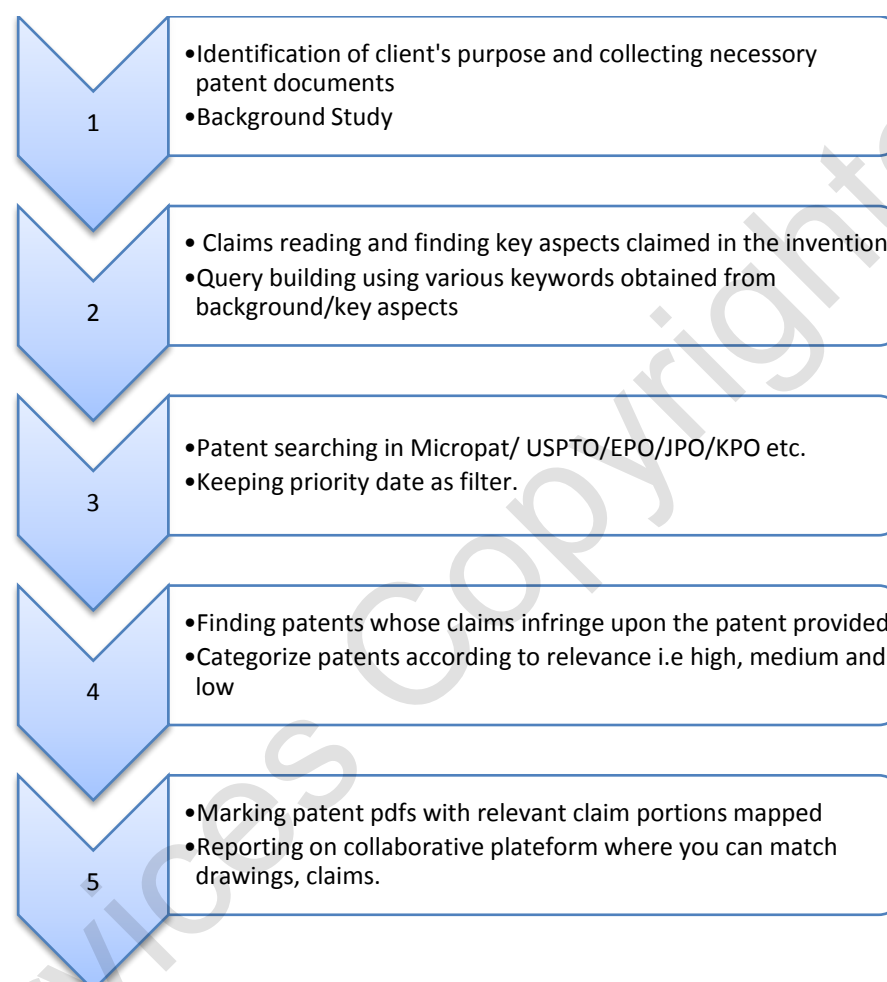 1
•Identification of client's purpose and collecting necessary
patent documents
•Background Study
2
• Claims reading and finding key aspects claimed in the invention
•Query building using various keywords obtained from
background/key aspects
3
•Patent searching in Micropat/ USPTO/EPO/JPO/KPO etc.
•Keeping priority date as filter.
4
•Finding patents whose claims infringe upon the patent provided
•Categorize patents according to relevance i.e high, medium and
low
5
•Marking patent pdfs with relevant claim portions mapped
•Reporting on collaborative plateform where you can match
drawings, claims.